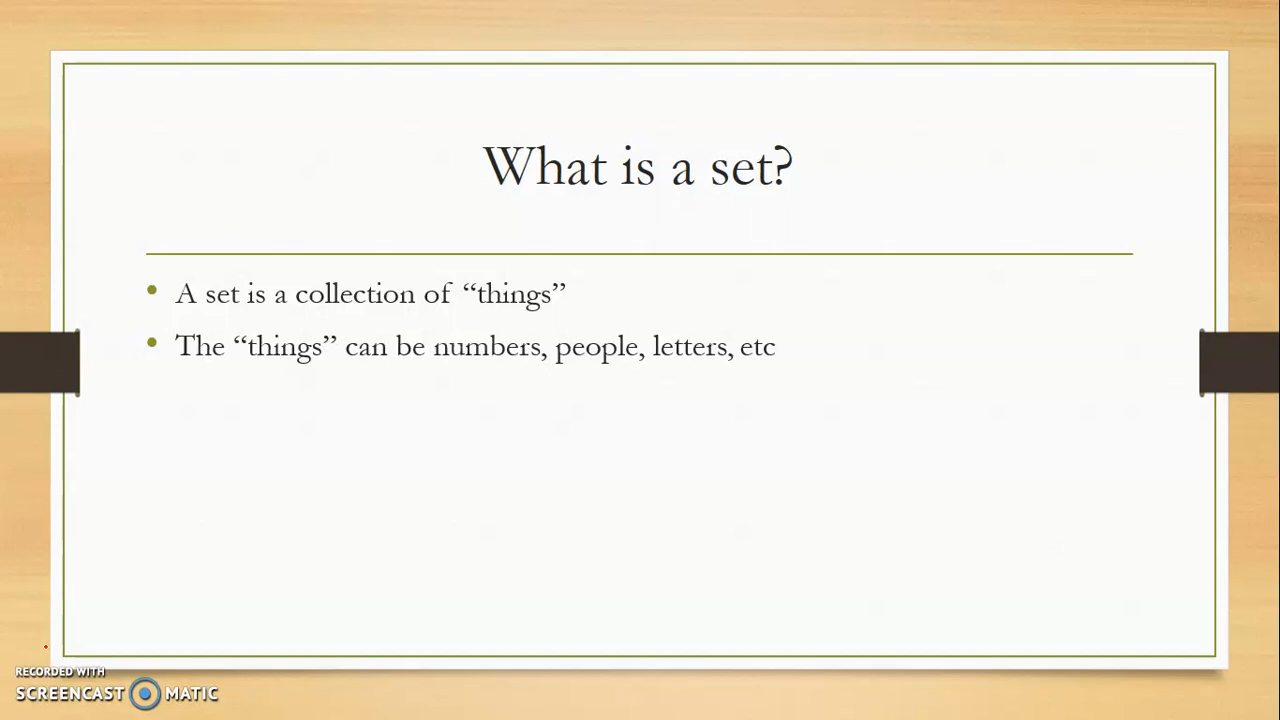 What is a set?
A set is a collection of “things”
The “things” can be numbers, people, letters, etc
RECORDED WITH
SCREENCAST MATIC